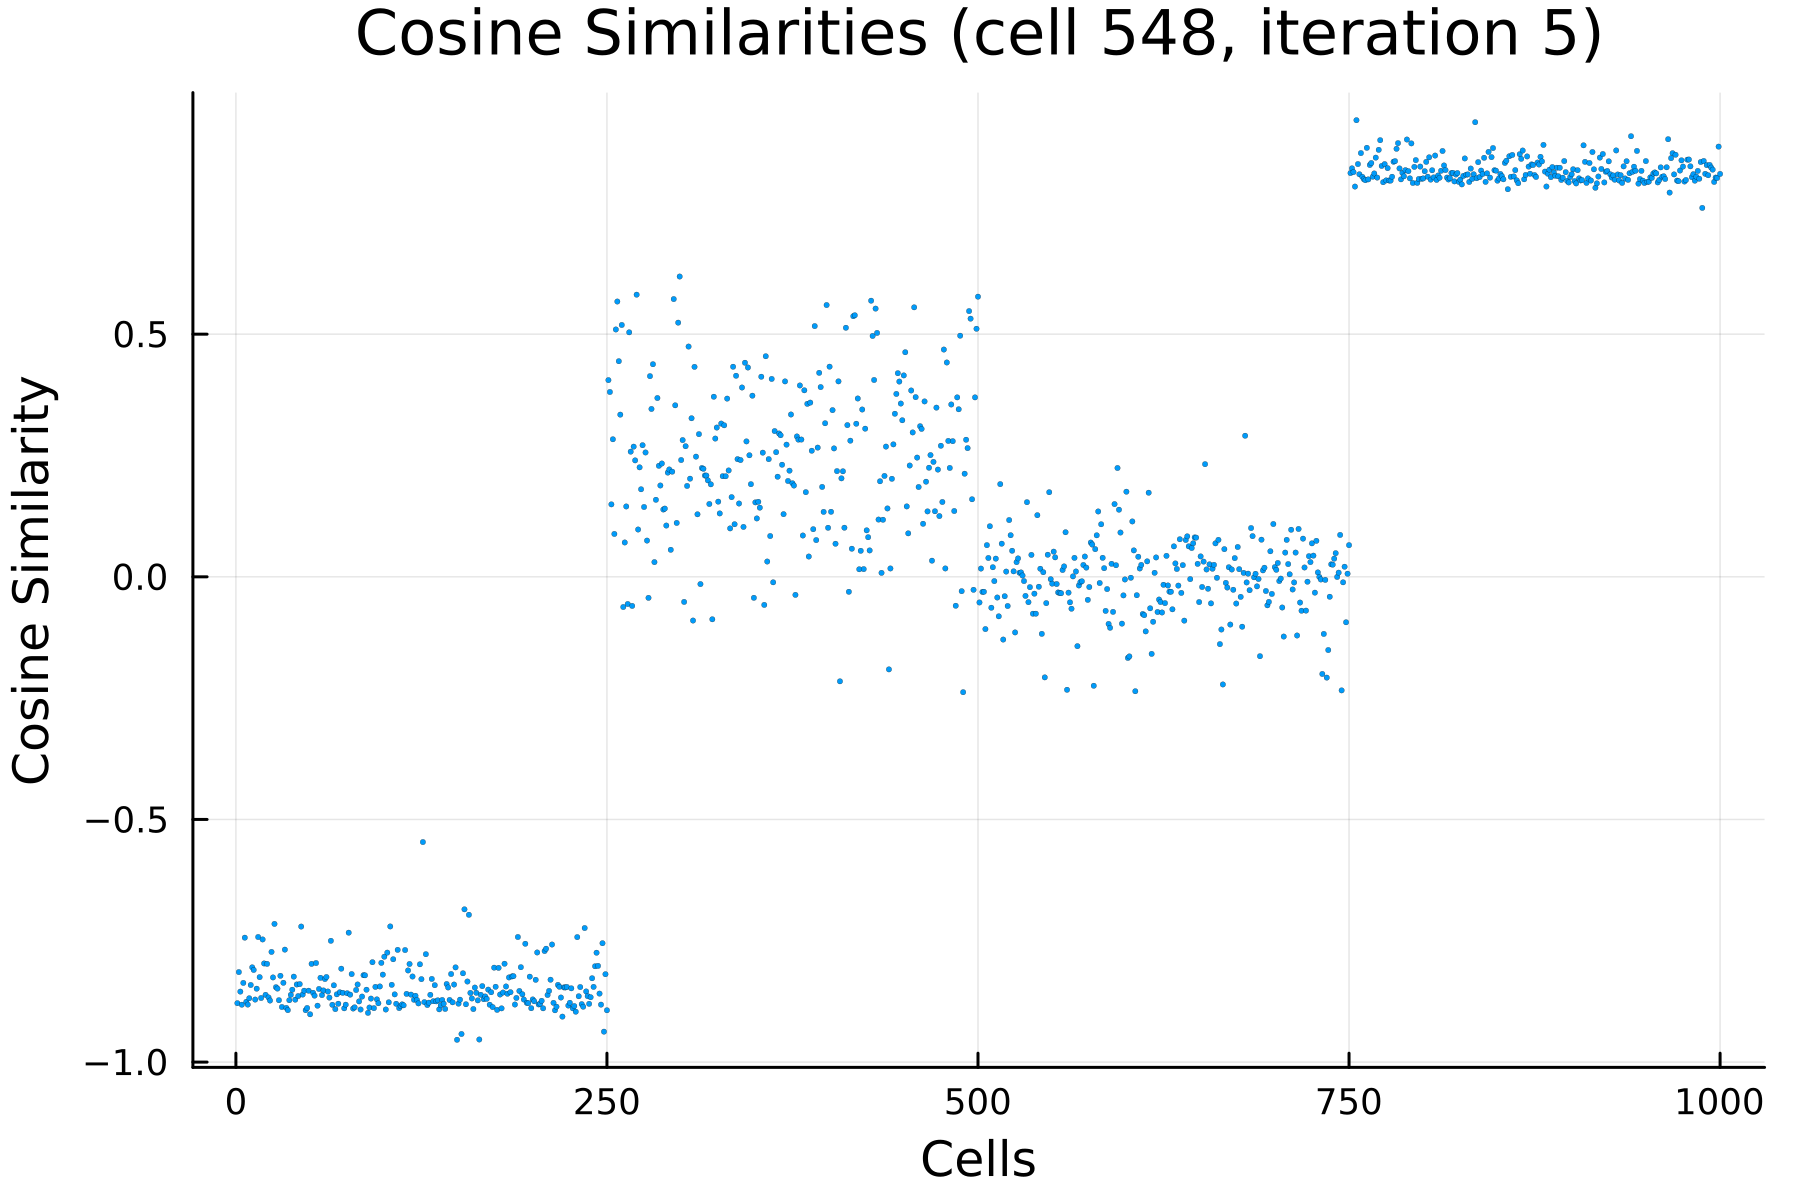 Cosine Similarities (cell 548, iteration 5)
Cosine Similarity
0.5
0.0
−0.5
−1.0
0 250 500 750 1000
Cells